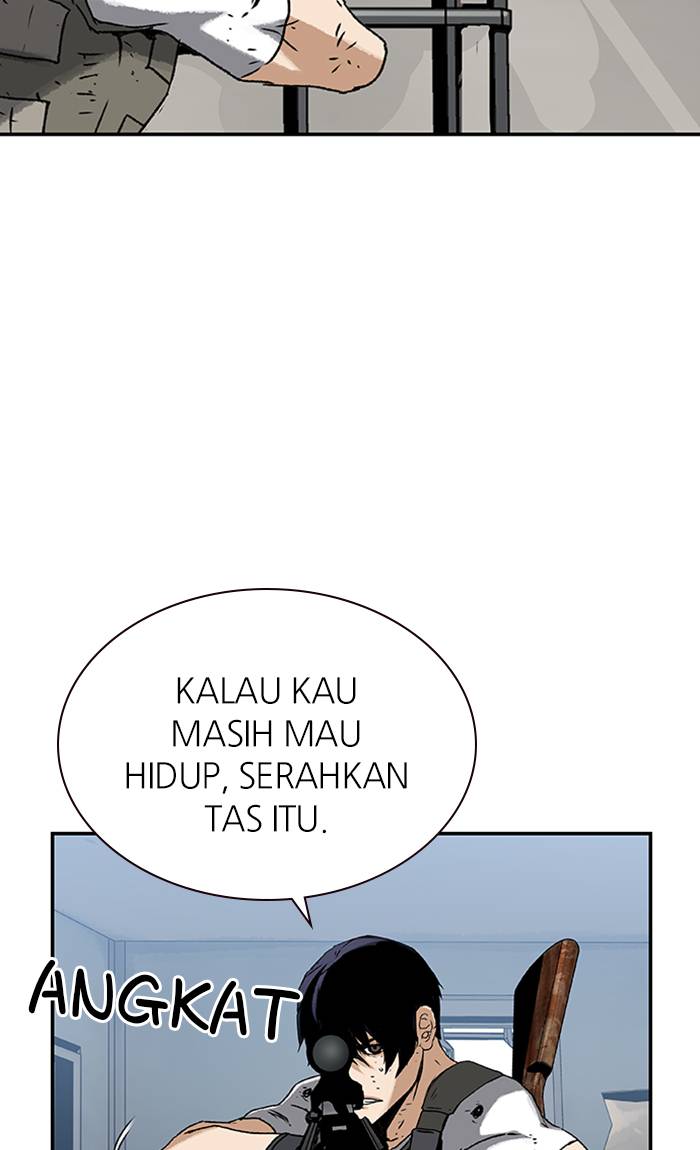 KALAU KAU
MASIH MAU
HIDUP, SERAHKAN
TAS ITU.
ANGKAT